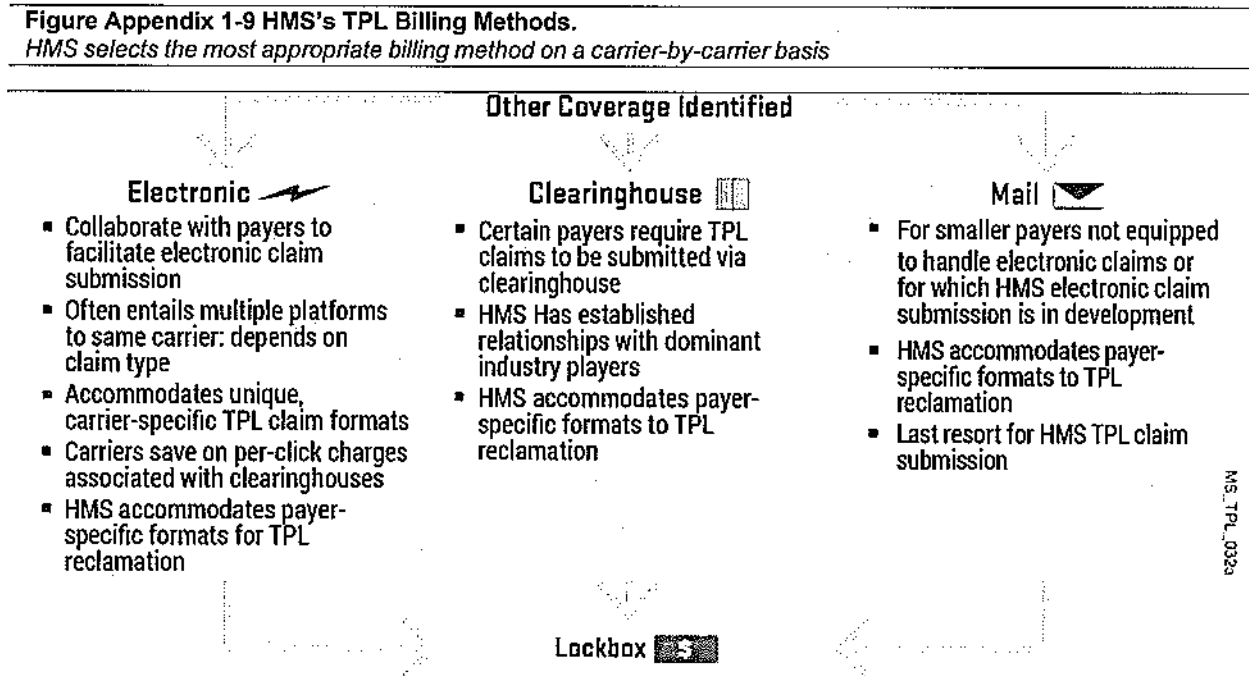 Figure Appendix 1-9 HMS's TPL Billing Methods.
HMS selects the most appropriate billing method on a carrier-by-carrier basis
Other Coverage Identified
Electronic
▪ Collaborate with payers to
facilitate electronic claim
submission
▪ Often entails multiple platforms
to same carrier: depends on
claim type
▪ Accommodates unique,
carrier-specific TPL claim formats
▪ Carriers save on per-click charges
associated with clearinghouses
▪ HMS accommodates payer-
specific formats for TPL
reclamation
Clearinghouse
▪ Certain payers require TPL
claims to be submitted via
clearinghouse
▪ HMS Has established
relationships with dominant
industry players
▪ HMS accommodates payer-
specific formats to TPL
reclamation
Mail
▪ For smaller payers not equipped
to handle electronic claims or
for which HMS electronic claim
submission is in development
▪ HMS accommodates payer-
specific formats to TPL
reclamation
▪ Last resort for HMS TPL claim
submission
MS_TPL_032a
Lockbox $